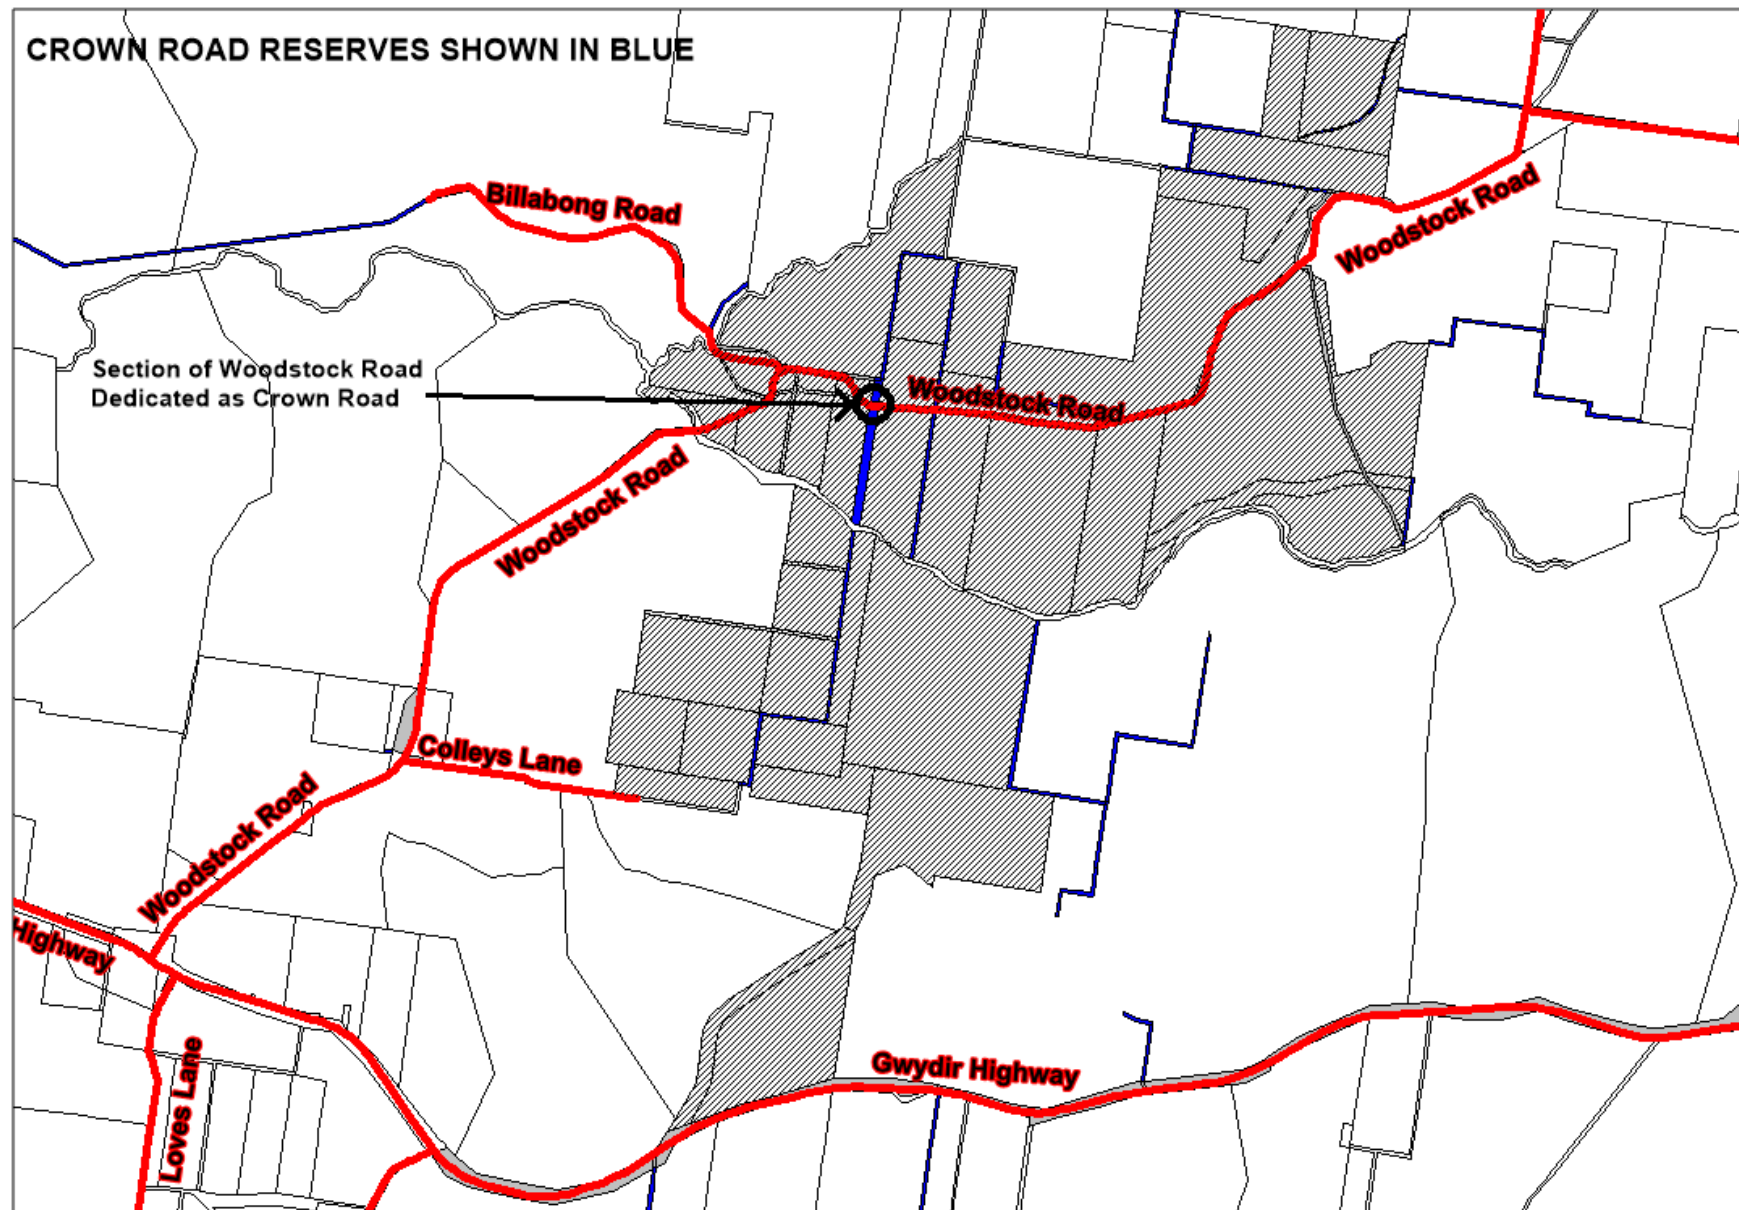 CROWN ROAD RESERVES SHOWN IN BLUE
Billabong Road
Woodstock Road
Section of Woodstock Road
Dedicated as Crown Road
Woodstock Road
Woodstock Road
Colleys Lane
Woodstock Road
Highway
Gwydir Highway
Loves Lane